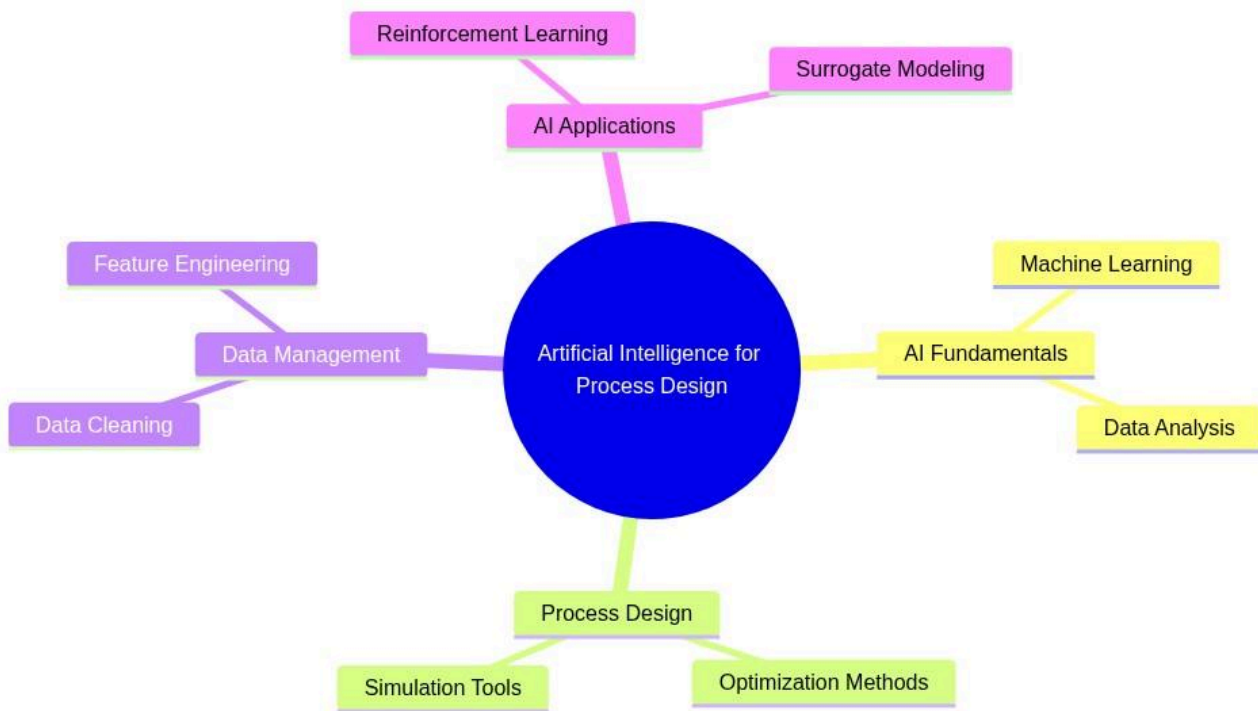 Reinforcement Learning
Surrogate Modeling
AI Applications
Feature Engineering
Machine Learning
Data Management
Artificial Intelligence for
Process Design
AI Fundamentals
Data Cleaning
Data Analysis
Process Design
Simulation Tools
Optimization Methods